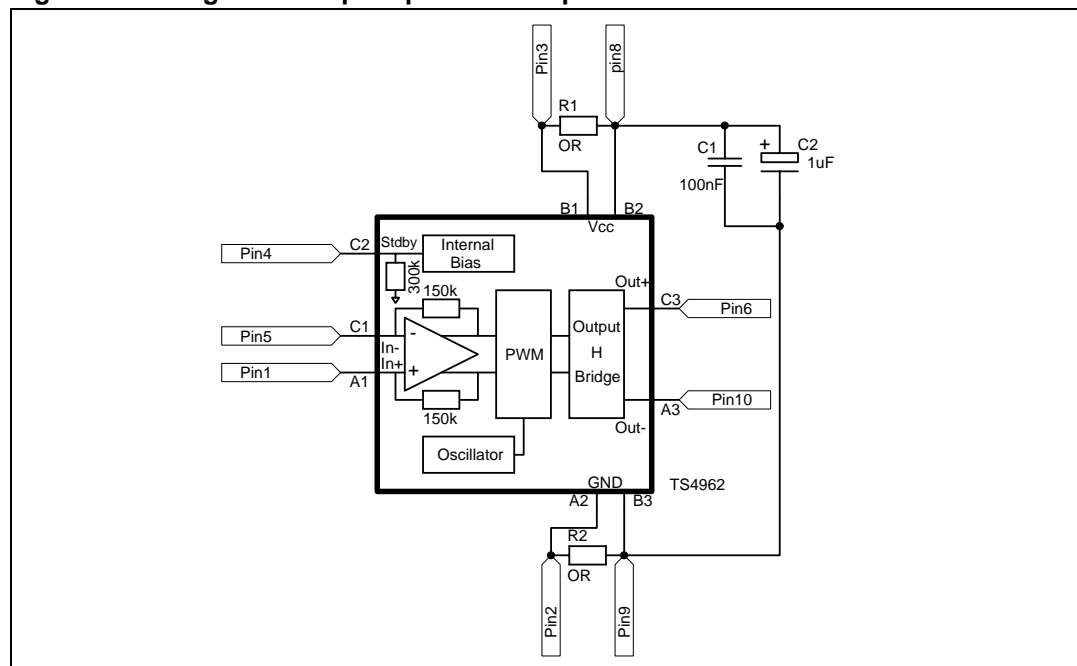 Pin3
pin8
R1
OR
C1
100nF
+
C2
1uF
B1
B2
Vcc
C2
Stdby
Pin4
Internal
Bias
300k
150k
Out+
C3
Pin6
Pin5
C1
-
In-
In+
+
Pin1
A1
PWM
Output
H
Bridge
Pin10
A3
150k
Out-
Oscillator
GND
TS4962
A2
B3
R2
OR
Pin2
Pin9